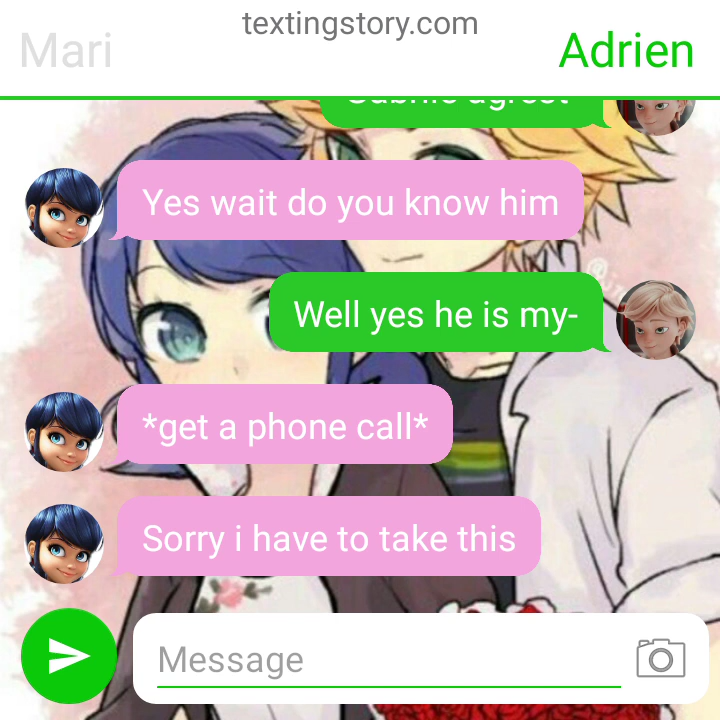 textingstory.com
Mari
Adrien
Yes wait do you know him
Well yes he is my-
*get a phone call*
Sorry i have to take this
Message